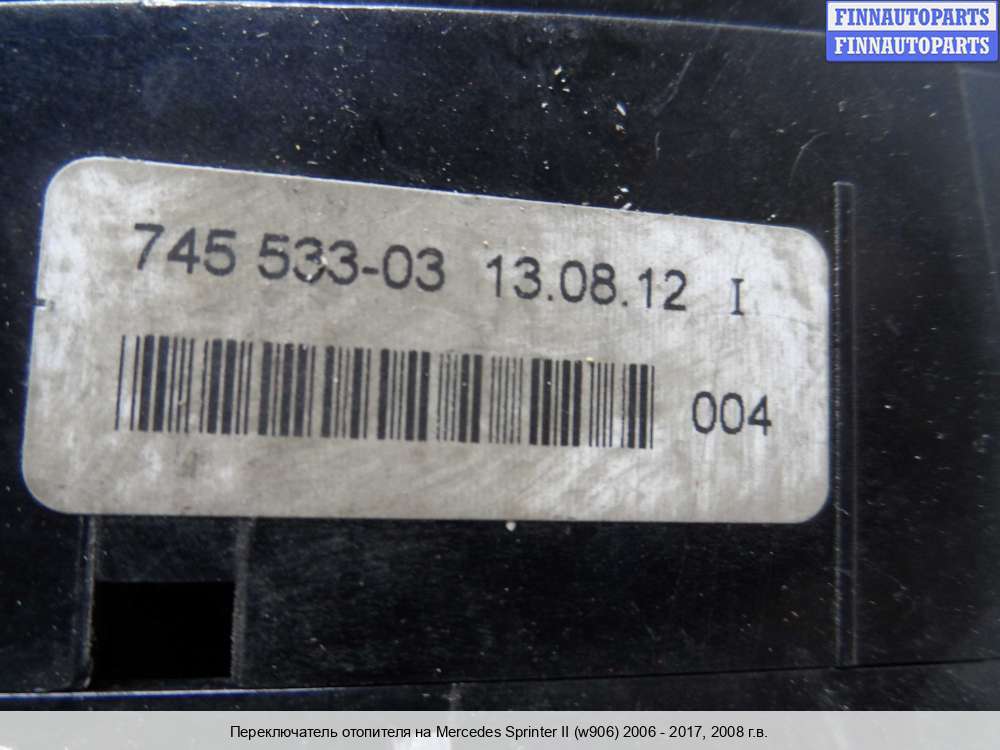 FINNAUTOPARTS
FINNAUTOPARTS
745 533-03 13.08.12 I
004
Переключатель отопителя на Mercedes Sprinter II (w906) 2006 - 2017, 2008 г.в.